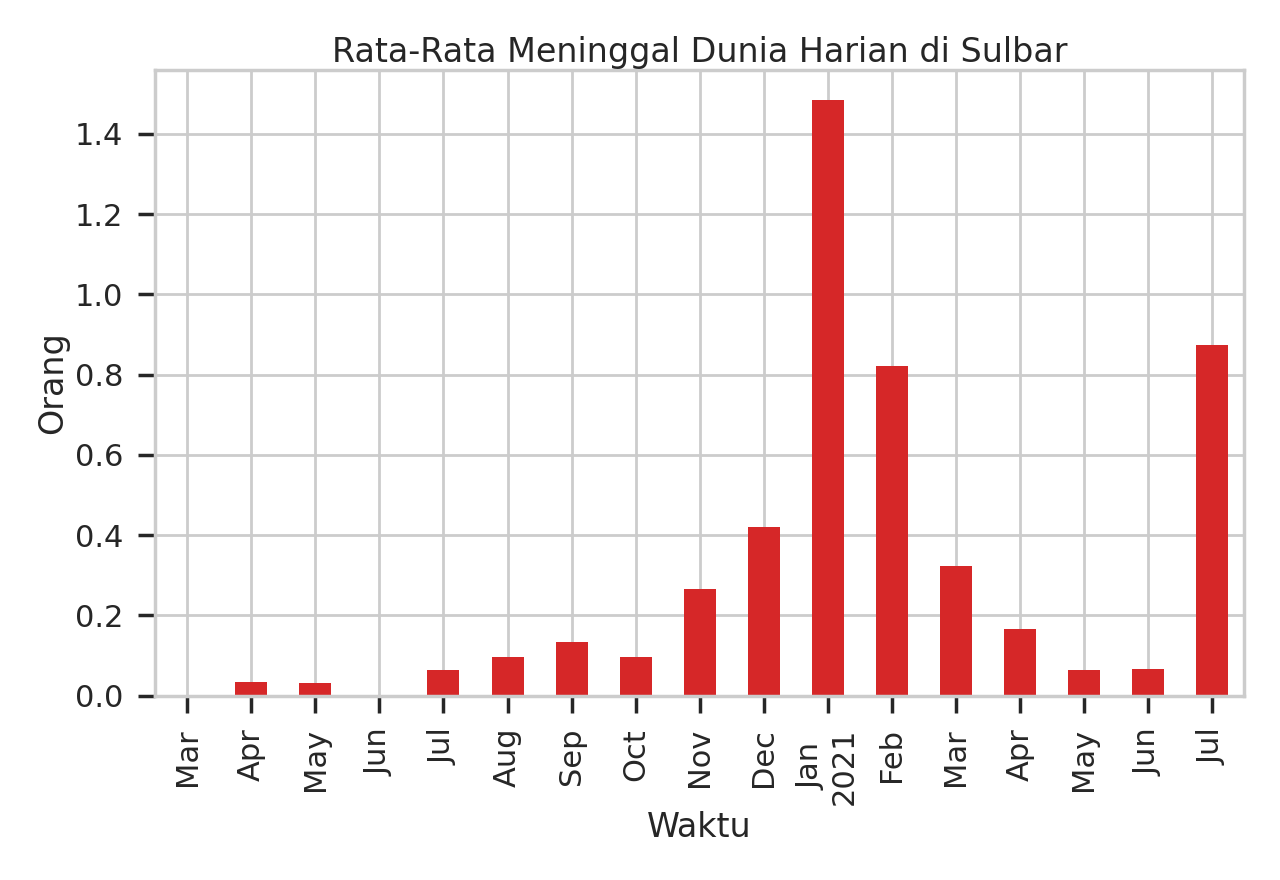 Rata-Rata Meninggal Dunia Harian di Sulbar
Orang
1.4
1.2
1.0
0.8
0.6
0.4
0.2
0.0
Mar
Apr
May
Jun
Jul
Aug
Sep
Oct
Nov
Dec
Jan
2021
Feb
Mar
Apr
May
Jun
Jul
Waktu